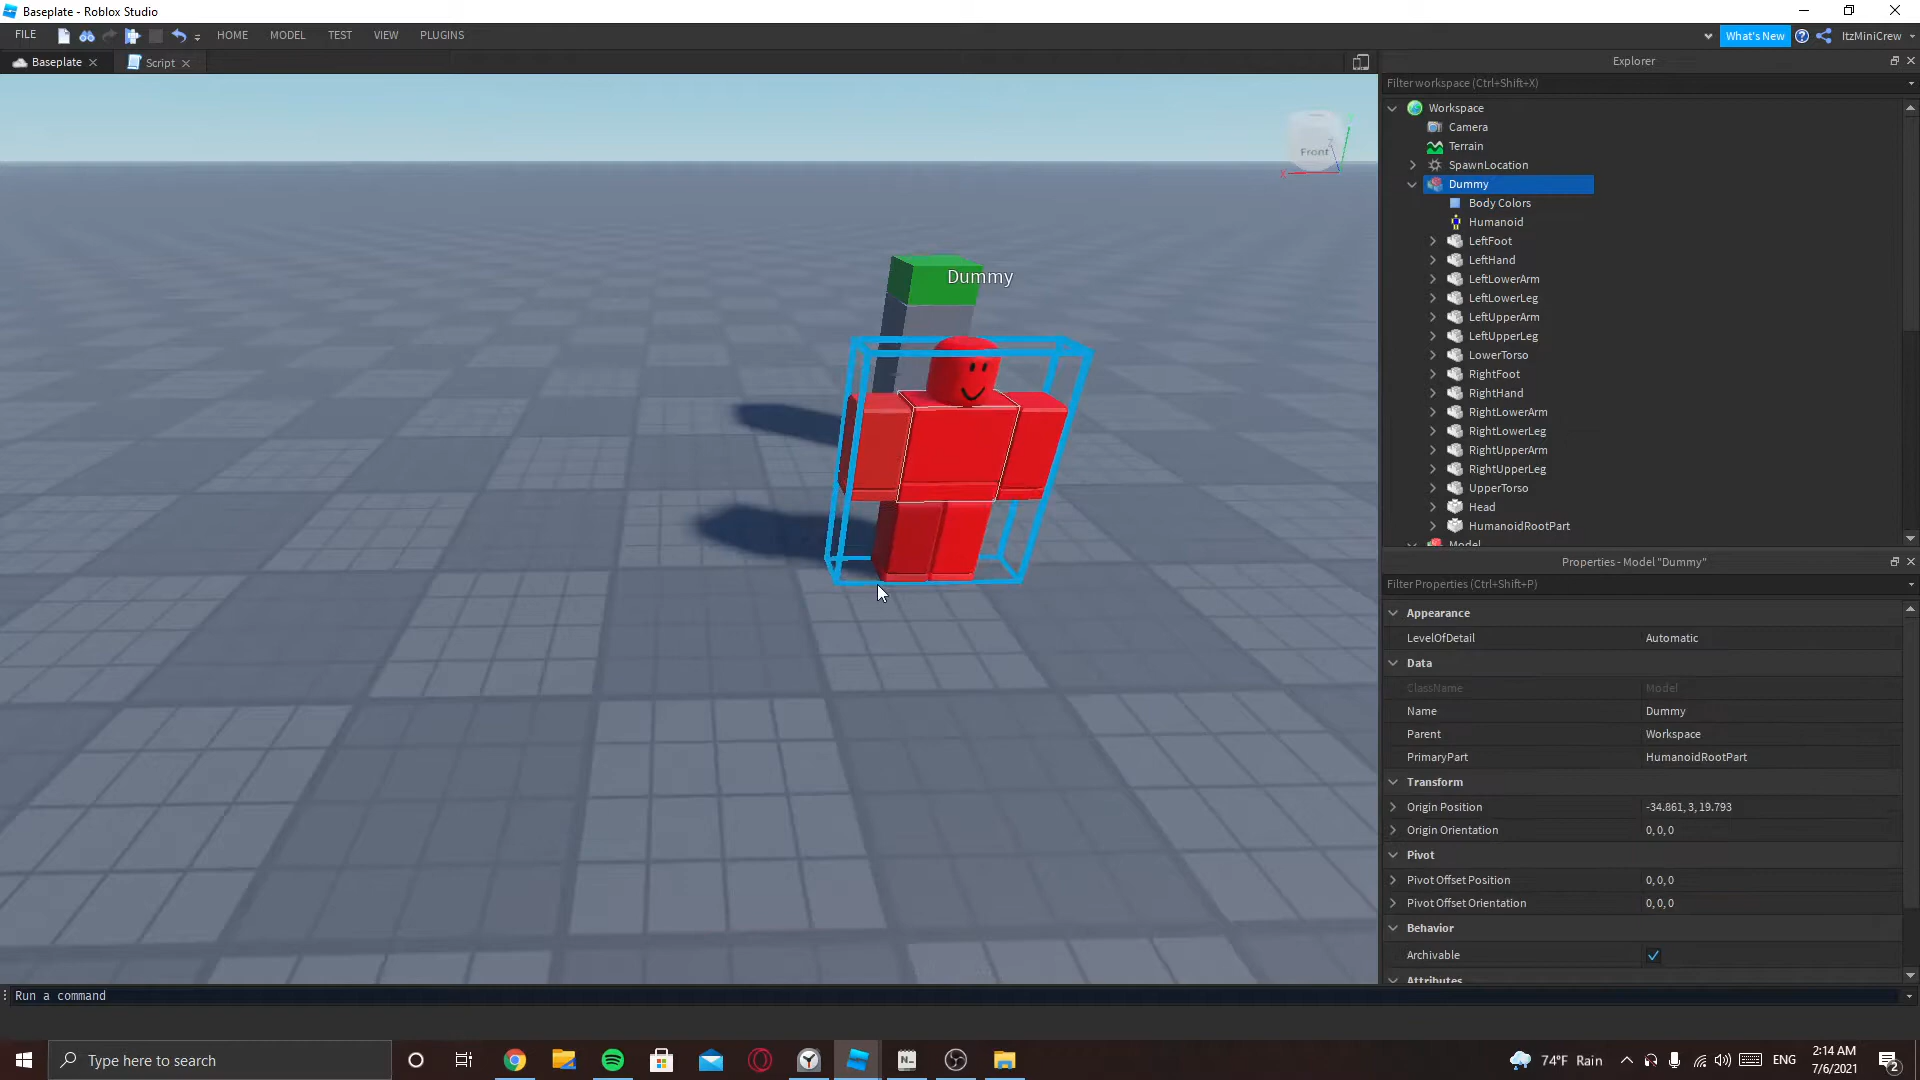 Baseplate - Roblox Studio
FILE HOME MODEL TEST VIEW PLUGINS What's New ItzMiniCrew
Baseplate Script
Front
X
Dummy
Explorer
Filter workspace (Ctrl+Shift+X)
Workspace
Camera
Terrain
SpawnLocation
Dummy
Body Colors
Humanoid
LeftFoot
LeftHand
LeftLowerArm
LeftLowerLeg
LeftUpperArm
LeftUpperLeg
LowerTorso
RightFoot
RightHand
RightLowerArm
RightLowerLeg
RightUpperArm
RightUpperLeg
UpperTorso
Head
HumanoidRootPart
Model
Properties - Model "Dummy"
Filter Properties (Ctrl+Shift+P)
Appearance
LevelOfDetail Automatic
Data
ClassName Model
Name Dummy
Parent Workspace
PrimaryPart HumanoidRootPart
Transform
Origin Position -34.861, 3, 19.793
Origin Orientation 0, 0, 0
Pivot
Pivot Offset Position 0, 0, 0
Pivot Offset Orientation 0, 0, 0
Behavior
Archivable
Attributes
Run a command
Type here to search
74°F Rain
ENG
2:14 AM
7/6/2021
2